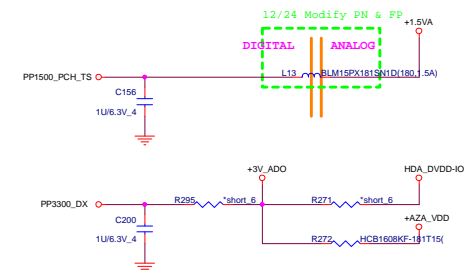 12/24 Modify PN & FP
+1.5VA
DIGITAL ANALOG
PP1500_PCH_TS
L13 BLM15PX181SN1D(180,1.5A)
C156
1U/6.3V_4
+3V_ADO
HDA_DVDD-IO
PP3300_DX
R295 *short_6
R271 *short_6
C200
1U/6.3V_4
+AZA_VDD
R272 HCB1608KF-181T15(